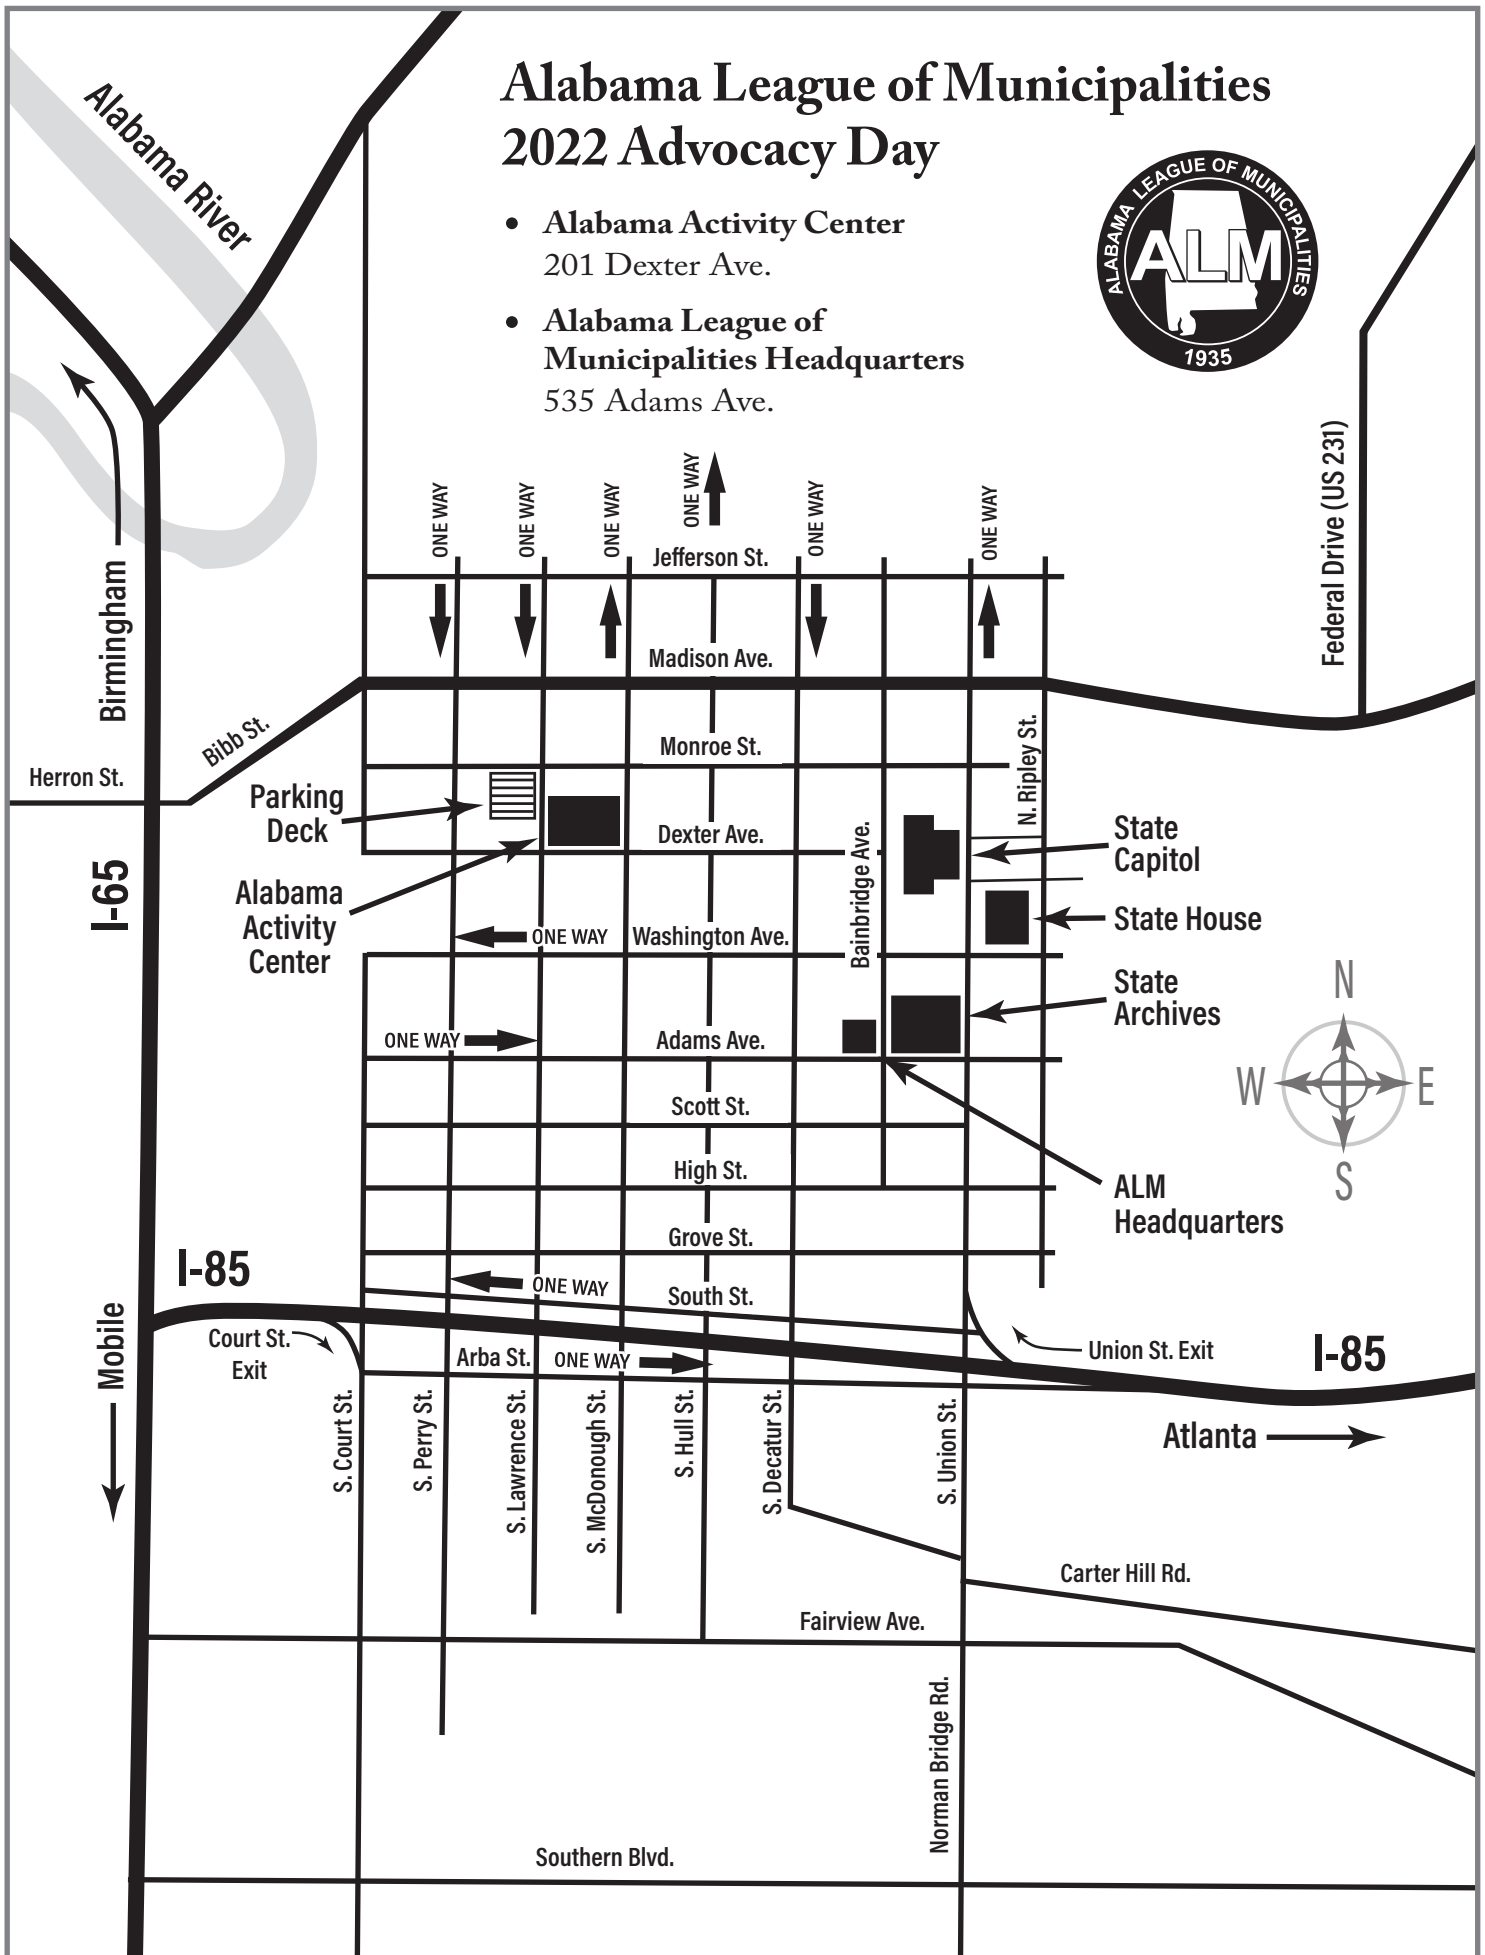 Alabama League of Municipalities
2022 Advocacy Day
• Alabama Activity Center
201 Dexter Ave.
• Alabama League of
Municipalities Headquarters
535 Adams Ave.
ALABAMA LEAGUE OF MUNICIPALITIES
ALM
1935
Alabama River
Federal Drive (US 231)
ONE WAY
ONE WAY
ONE WAY
ONE WAY
ONE WAY
ONE WAY
Jefferson St.
Madison Ave.
Birmingham
Bibb St.
Herron St.
Monroe St.
N. Ripley St.
Parking
Deck
Dexter Ave.
Bainbridge Ave.
State
Capitol
I-65
Alabama
Activity
Center
State House
ONE WAY
Washington Ave.
State
Archives
ONE WAY
Adams Ave.
N
W
E
S
Scott St.
High St.
ALM
Headquarters
Grove St.
I-85
ONE WAY
South St.
Mobile
Court St.
Exit
Arba St.
ONE WAY
Union St. Exit
I-85
S. Court St.
S. Perry St.
S. Lawrence St.
S. McDonough St.
S. Hull St.
S. Decatur St.
S. Union St.
Atlanta
Carter Hill Rd.
Fairview Ave.
Norman Bridge Rd.
Southern Blvd.